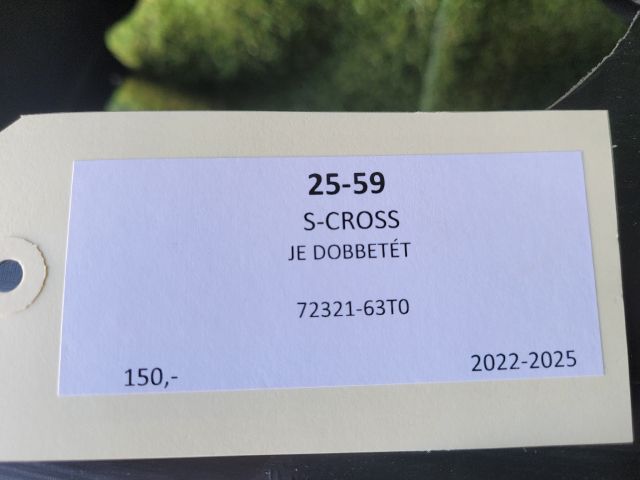 25-59
S-CROSS
JE DOBBETÉT
72321-63T0
150,-
2022-2025